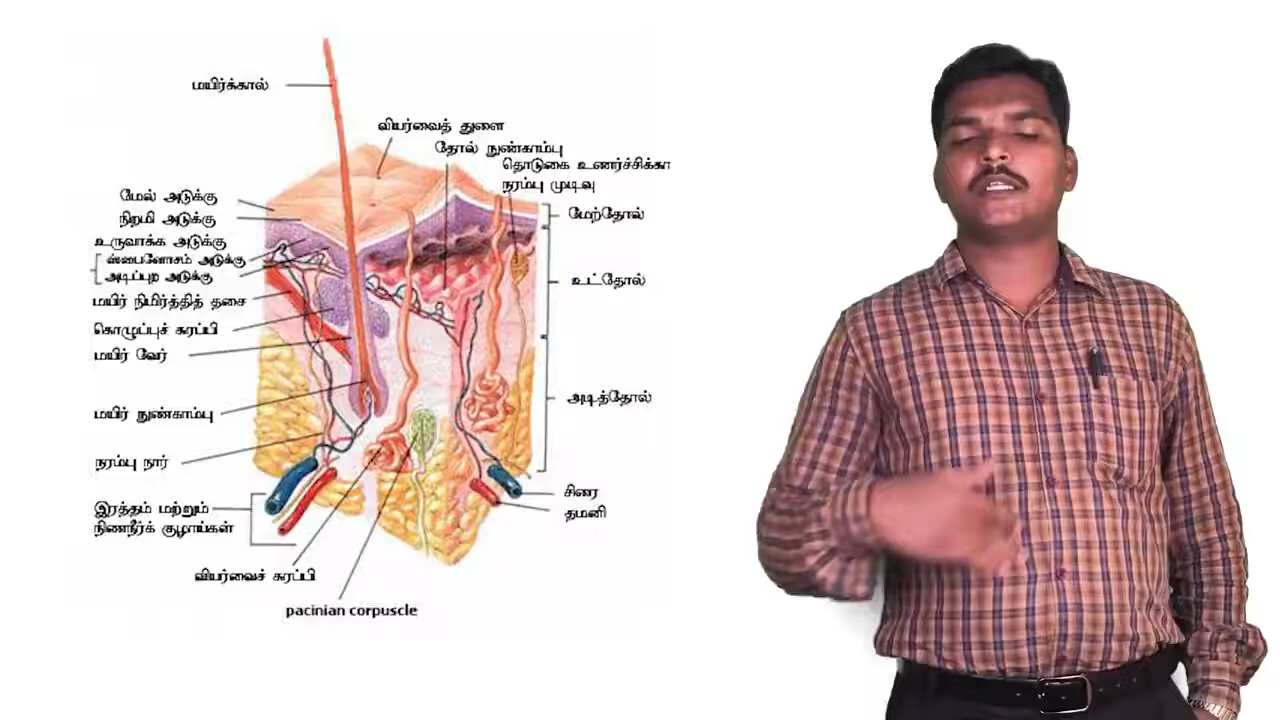 மயிர்க்கால்
வியர்வைத் துளை
தோல் நுண்காம்பு
தொடுகை உணர்ச்சிக்கா
நரம்பு முடிவு
மேல் அடுக்கு
நிறமி அடுக்கு
உருவாக்க அடுக்கு
ஸ்பைனோசம் அடுக்கு
அடிப்புற அடுக்கு
மயிர் நிமிர்த்தித் தசை
கொழுப்புச் சுரப்பி
மயிர் வேர்
மயிர் நுண்காம்பு
நரம்பு நார்
இரத்தம் மற்றும்
நிணநீர்க் குழாய்கள்
மேற்தோல்
உட்தோல்
அடித்தோல்
சிரை
தமனி
வியர்வைச் சுரப்பி
pacinian corpuscle